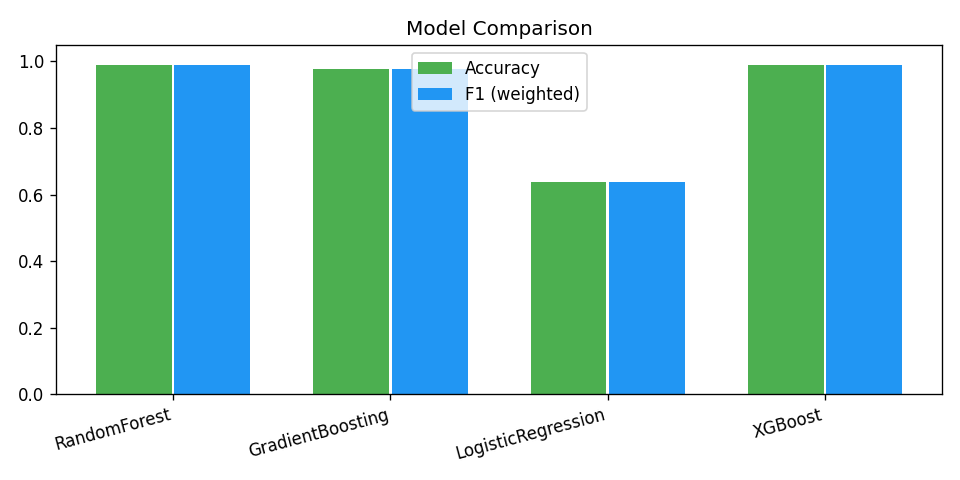 Model Comparison
Accuracy
F1 (weighted)
1.0
0.8
0.6
0.4
0.2
0.0
RandomForest
GradientBoosting
LogisticRegression
XGBoost